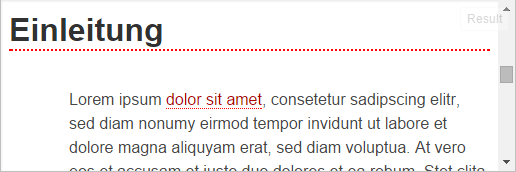 Result
Einleitung
Lorem ipsum dolor sit amet, consetetur sadipscing elitr,
sed diam nonumy eirmod tempor invidunt ut labore et
dolore magna aliquyam erat, sed diam voluptua. At vero
eos et accusam et justo duo dolores et ea rebum. Stet clita